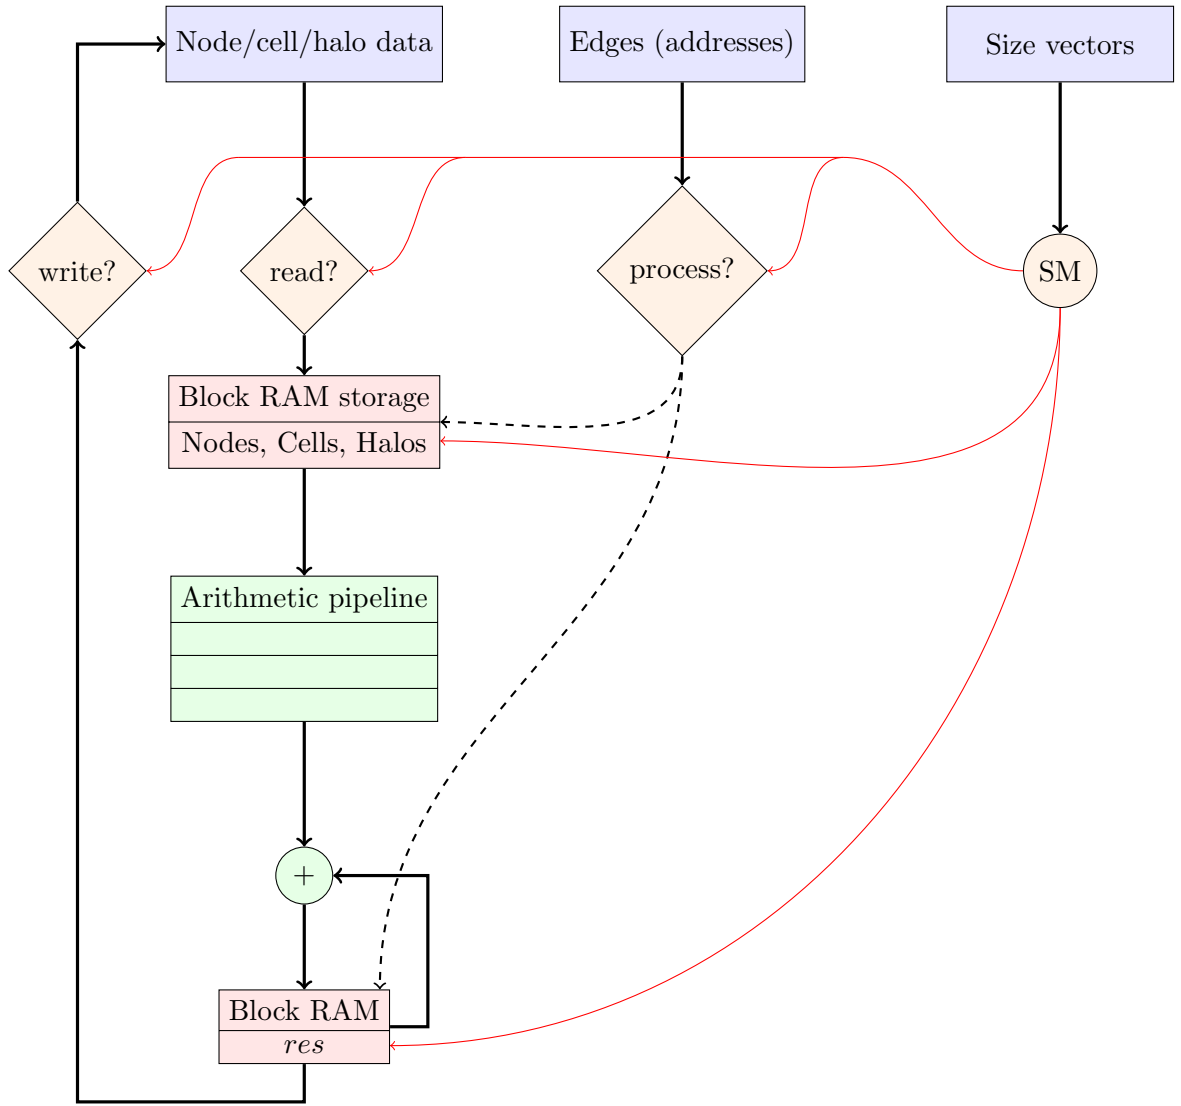 Node/cell/halo data
Edges (addresses)
Size vectors
write?
read?
process?
SM
Block RAM storage
Nodes, Cells, Halos
Arithmetic pipeline
+
Block RAM
res